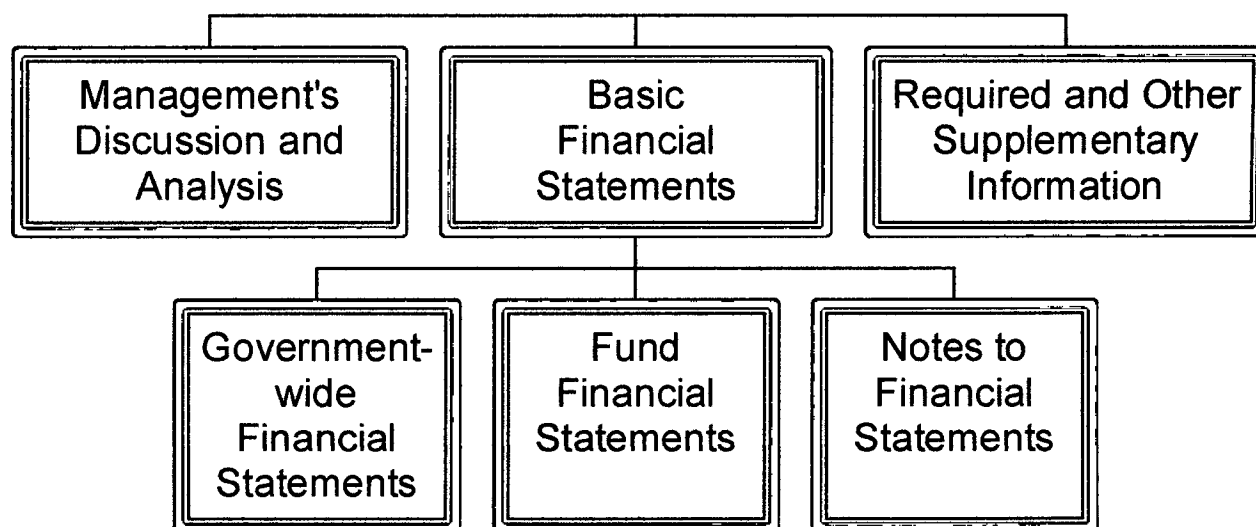 Management's
Discussion and
Analysis
Basic
Financial
Statements
Required and Other
Supplementary
Information
Government-
wide
Financial
Statements
Fund
Financial
Statements
Notes to
Financial
Statements